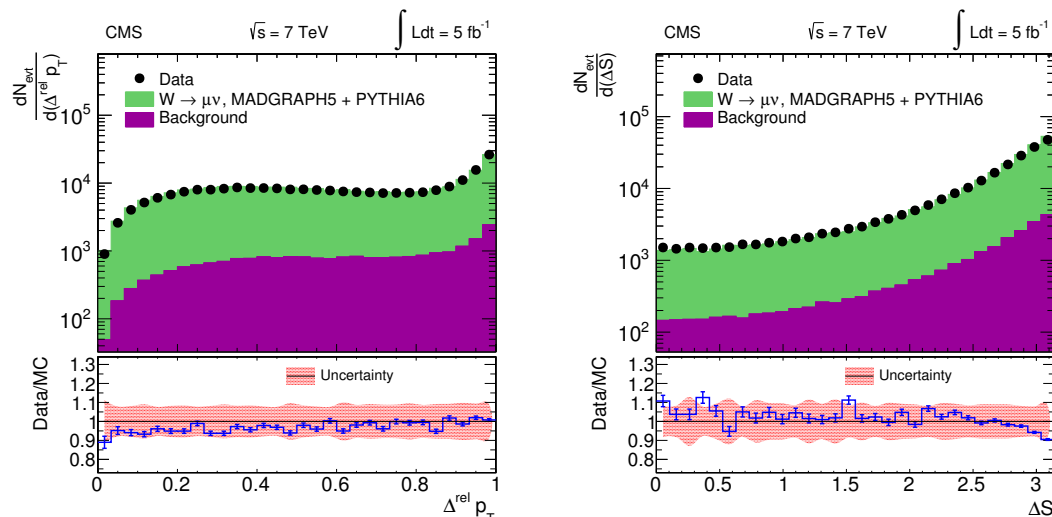 CMS √s = 7 TeV ∫ Ldt = 5 fb⁻¹
dN_evt / d(Δ^rel p_T)
Data
W → μν, MADGRAPH5 + PYTHIA6
Background
10⁵
10⁴
10³
10²
Data/MC
1.3
1.2
1.1
1
0.9
0.8
Uncertainty
0 0.2 0.4 0.6 0.8 1
Δ^rel p_T
CMS √s = 7 TeV ∫ Ldt = 5 fb⁻¹
dN_evt / d(ΔS)
Data
W → μν, MADGRAPH5 + PYTHIA6
Background
10⁵
10⁴
10³
10²
Data/MC
1.3
1.2
1.1
1
0.9
0.8
Uncertainty
0 0.5 1 1.5 2 2.5 3
ΔS